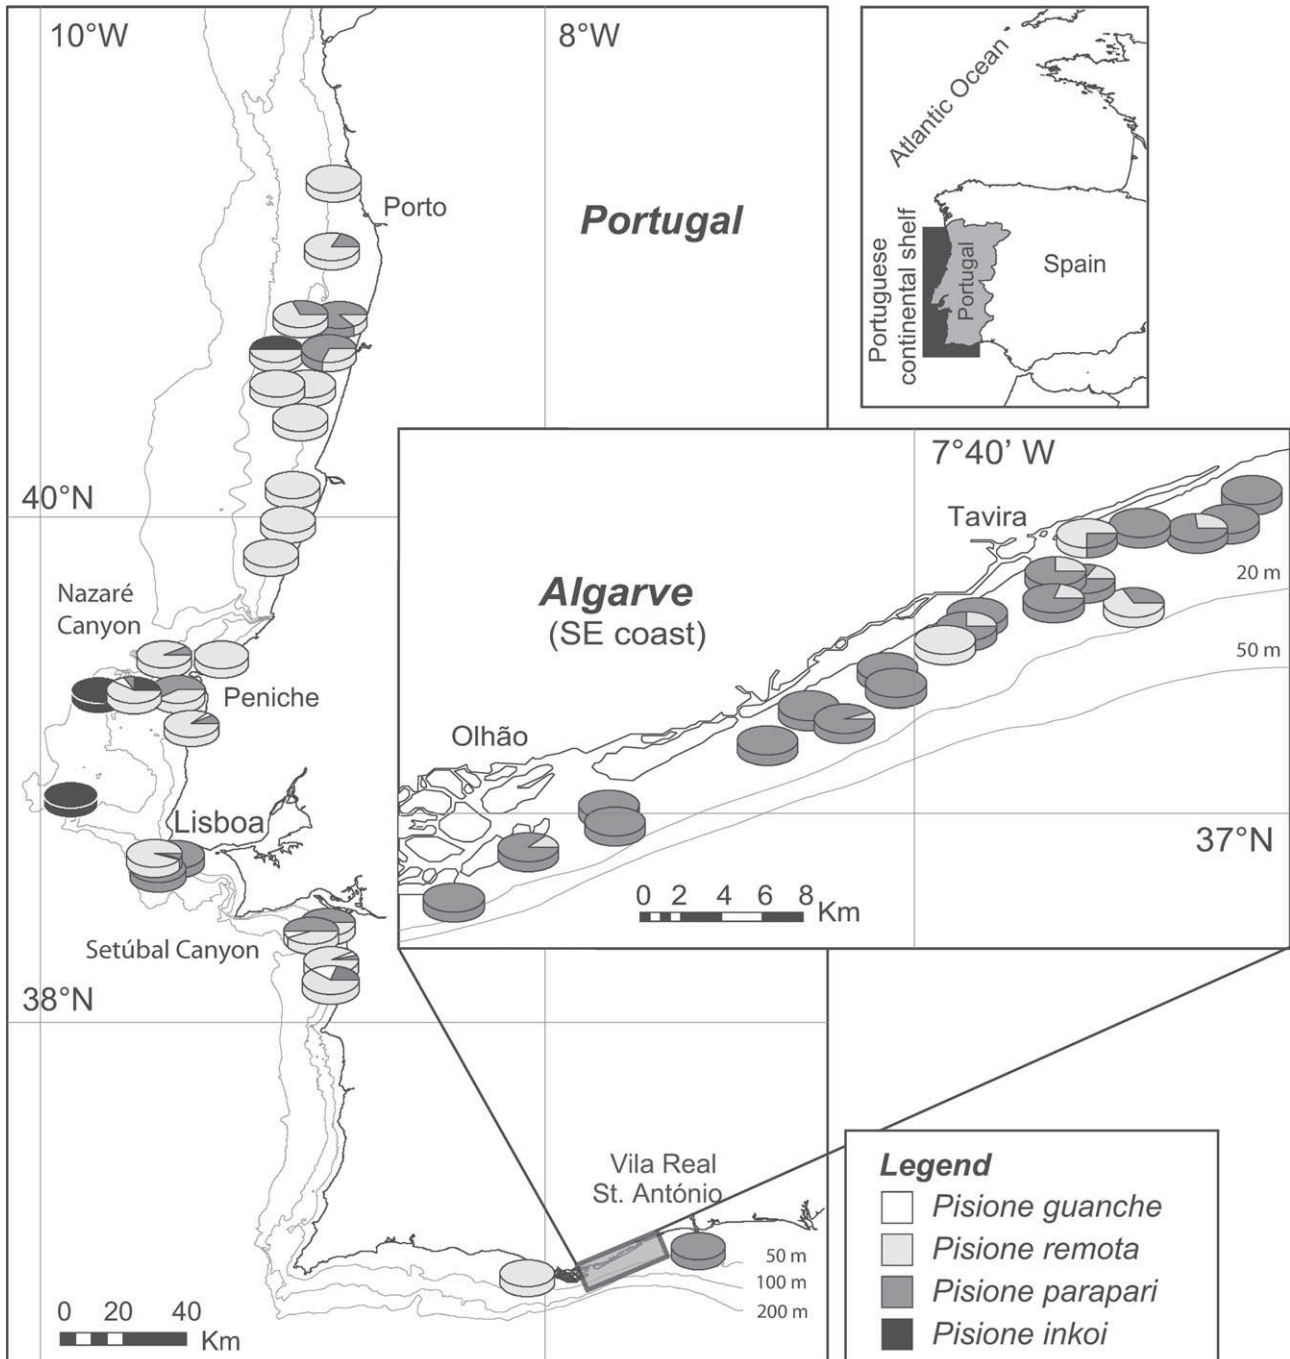 10°W
8°W
Porto
Portugal
40°N
Nazaré
Canyon
Peniche
Lisboa
Setúbal Canyon
38°N
Vila Real
St. António
50 m
100 m
200 m
0 20 40
Km
Atlantic Ocean
Portuguese
continental shelf
Portugal
Spain
7°40’ W
Tavira
Algarve
(SE coast)
Olhão
20 m
50 m
37°N
0 2 4 6 8
Km
Legend
Pisione guanche
Pisione remota
Pisione parapari
Pisione inkoi